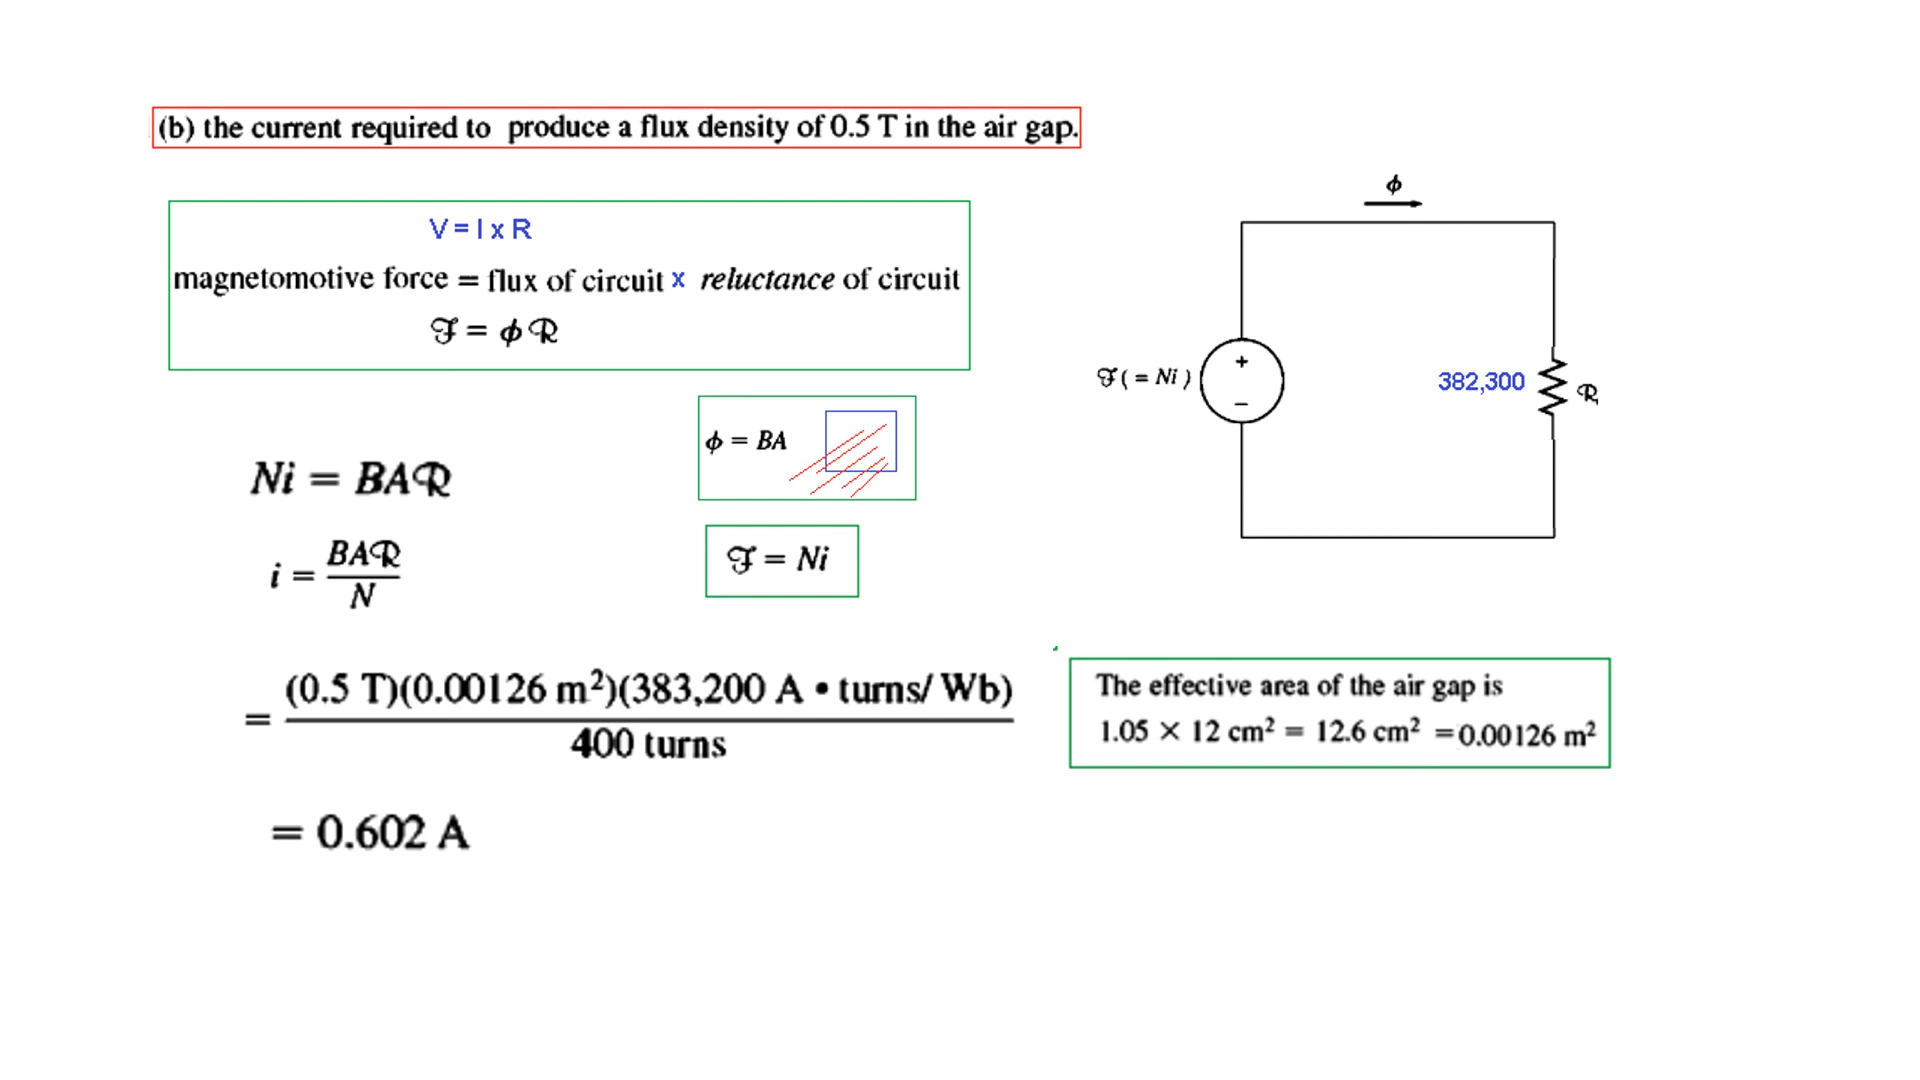 (b) the current required to produce a flux density of 0.5 T in the air gap.
V = I x R
magnetomotive force = flux of circuit x reluctance of circuit
ℱ = ϕ ℛ
ϕ = BA
Ni = BAℛ
ℱ = Ni
i = BAℛ / N
= (0.5 T)(0.00126 m²)(383,200 A • turns/ Wb) / 400 turns
= 0.602 A
ϕ
ℱ ( = Ni )
+
−
382,300
ℛ
The effective area of the air gap is
1.05 × 12 cm² = 12.6 cm² = 0.00126 m²